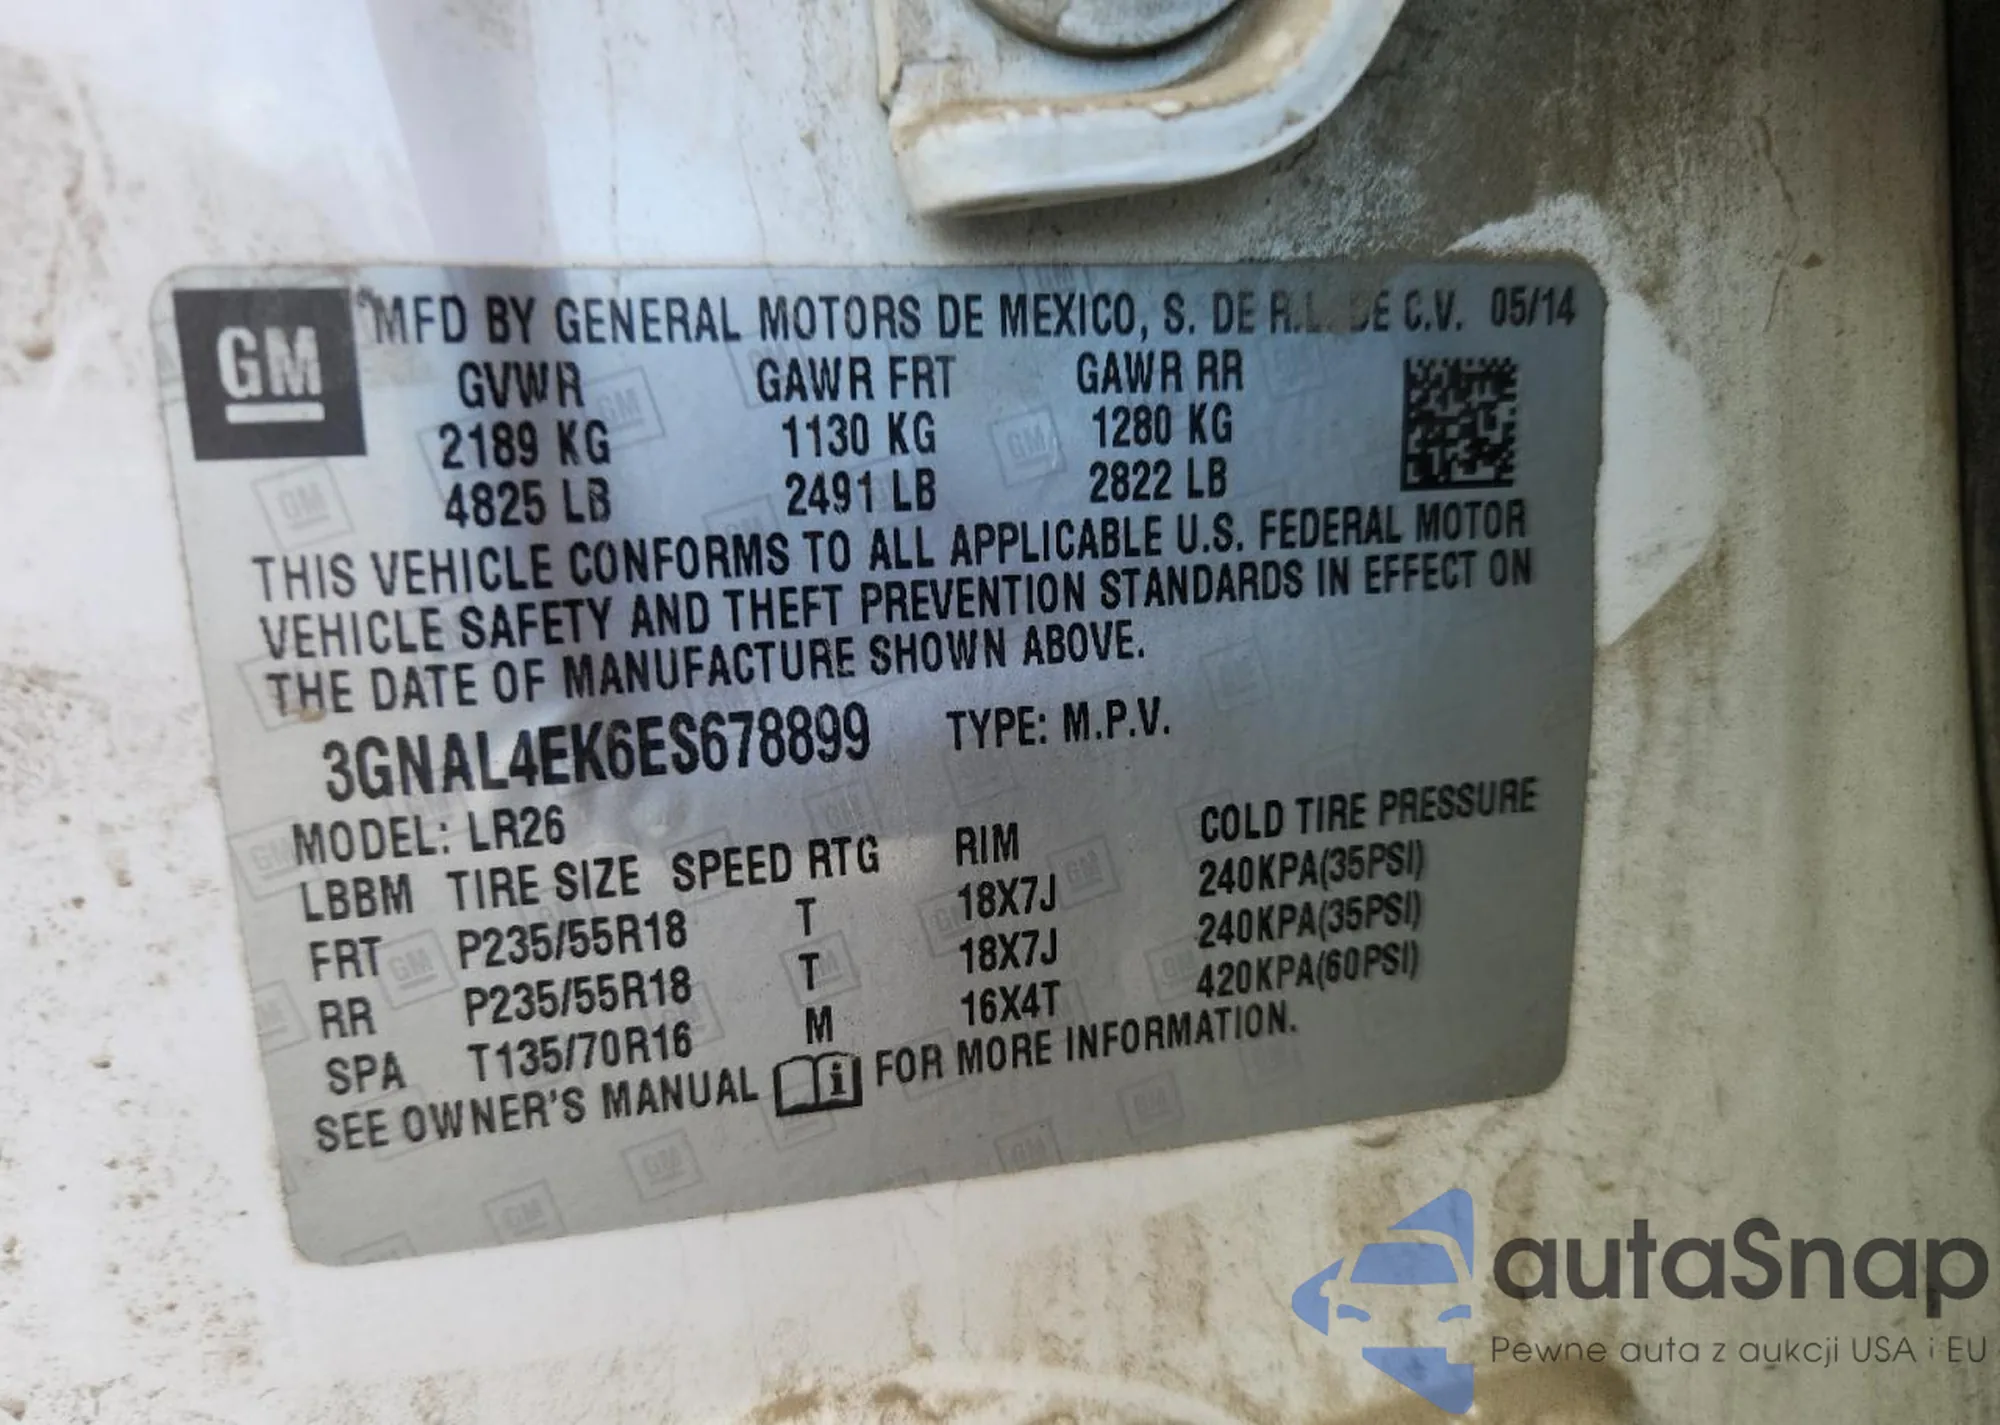 GM
MFD BY GENERAL MOTORS DE MEXICO, S. DE R.L. DE C.V. 05/14
GVWR GAWR FRT GAWR RR
2189 KG 1130 KG 1280 KG
4825 LB 2491 LB 2822 LB
THIS VEHICLE CONFORMS TO ALL APPLICABLE U.S. FEDERAL MOTOR
VEHICLE SAFETY AND THEFT PREVENTION STANDARDS IN EFFECT ON
THE DATE OF MANUFACTURE SHOWN ABOVE.
3GNAL4EK6ES678899 TYPE: M.P.V.
MODEL: LR26
LBBM TIRE SIZE SPEED RTG RIM COLD TIRE PRESSURE
FRT P235/55R18 T 18X7J 240KPA(35PSI)
RR P235/55R18 T 18X7J 240KPA(35PSI)
SPA T135/70R16 M 16X4T 420KPA(60PSI)
SEE OWNER'S MANUAL i FOR MORE INFORMATION.
autaSnap
Pewne auta z aukcji USA i EU